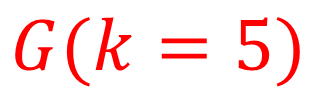 G(k = 5)